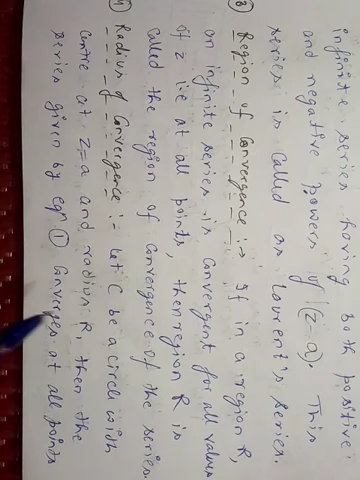 infinite series having both positive
and negative powers of (z-a). This
series is called as Laurent's series.
③ Region of Convergence :- If in a region R,
an infinite series is Convergent for all values
of z i.e at all points, then region R is
called the region of Convergence of the series.
④ Radius of Convergence :- Let C be a circle with
Centre at z=a and radius R, then the
series given by eqⁿ ① Converges at all points